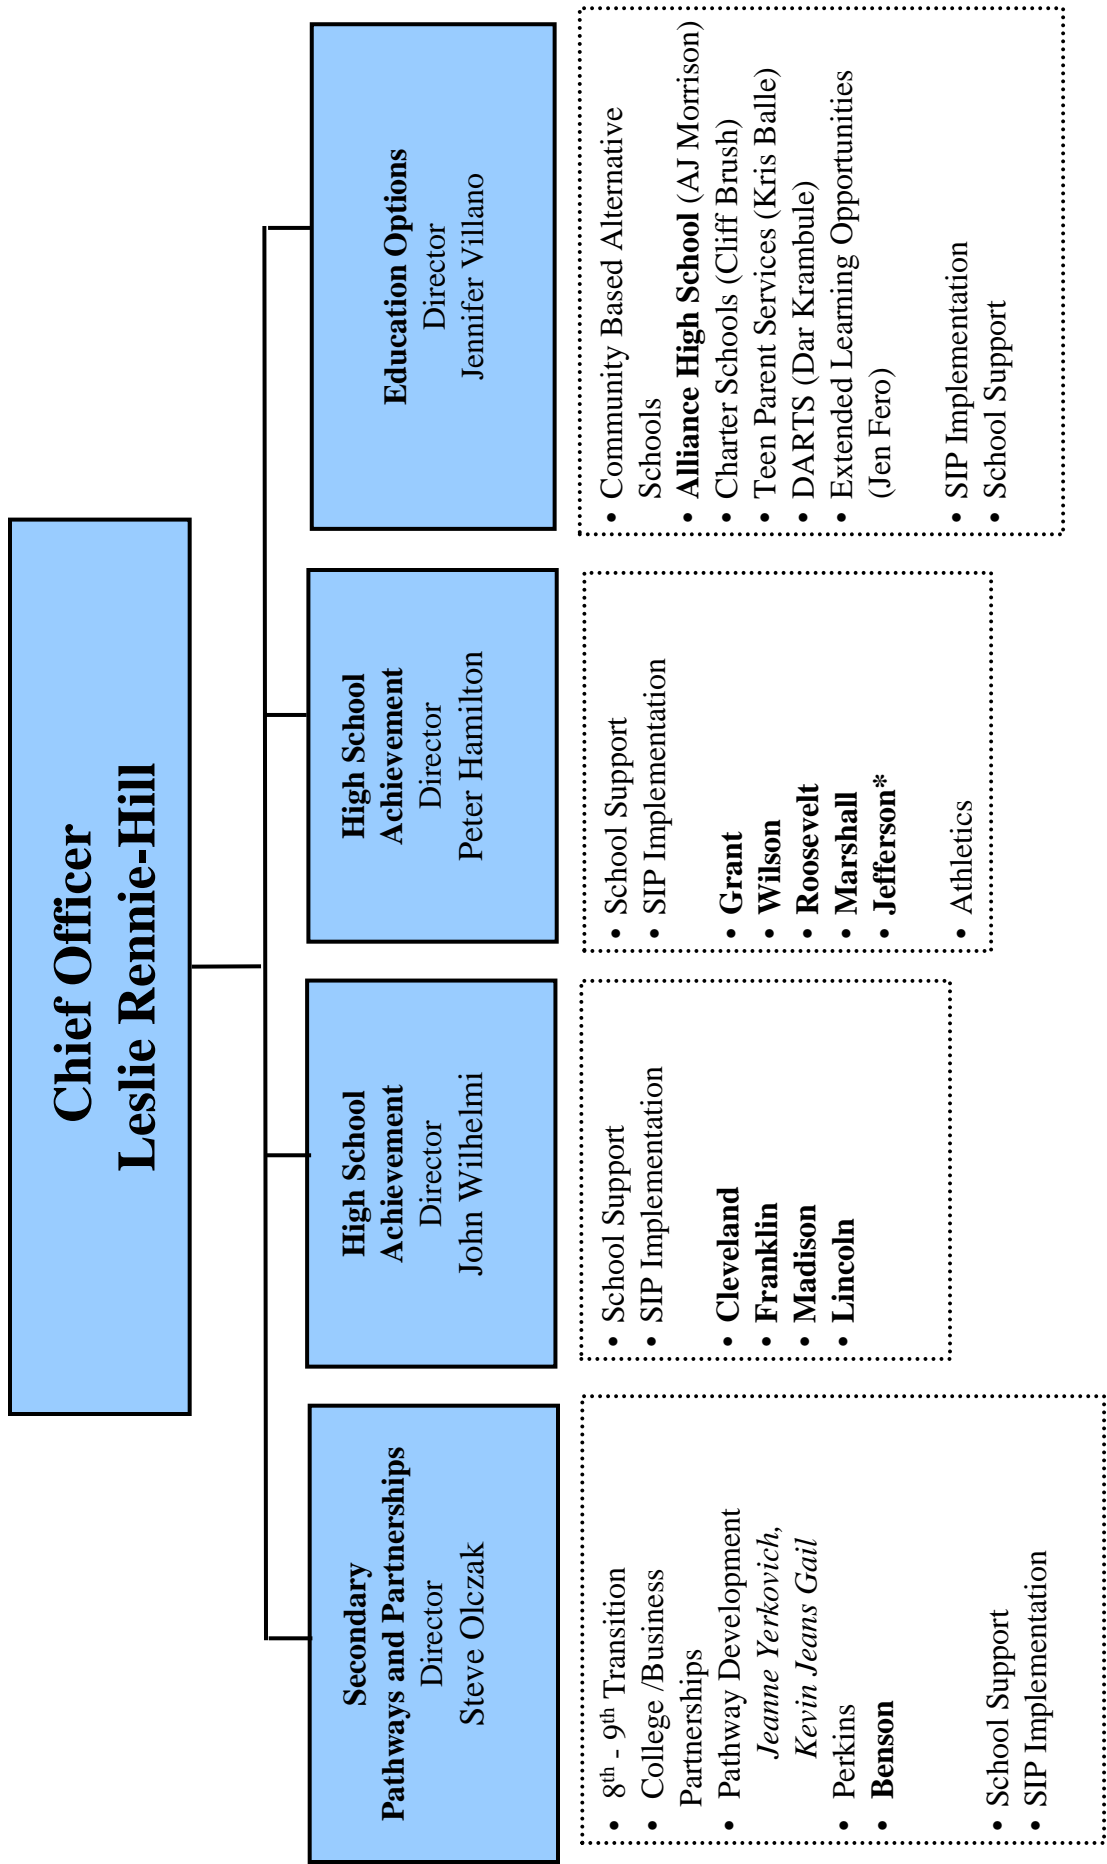 Chief Officer
Leslie Rennie-Hill
Secondary
Pathways and Partnerships
Director
Steve Olczak
High School
Achievement
Director
John Wilhelmi
High School
Achievement
Director
Peter Hamilton
Education Options
Director
Jennifer Villano
• 8th - 9th Transition
• College /Business
Partnerships
• Pathway Development
Jeanne Yerkovich,
Kevin Jeans Gail
• Perkins
• Benson
• School Support
• SIP Implementation
• School Support
• SIP Implementation
• Cleveland
• Franklin
• Madison
• Lincoln
• School Support
• SIP Implementation
• Grant
• Wilson
• Roosevelt
• Marshall
• Jefferson*
• Athletics
• Community Based Alternative
Schools
• Alliance High School (AJ Morrison)
• Charter Schools (Cliff Brush)
• Teen Parent Services (Kris Balle)
• DARTS (Dar Krambule)
• Extended Learning Opportunities
(Jen Fero)
• SIP Implementation
• School Support